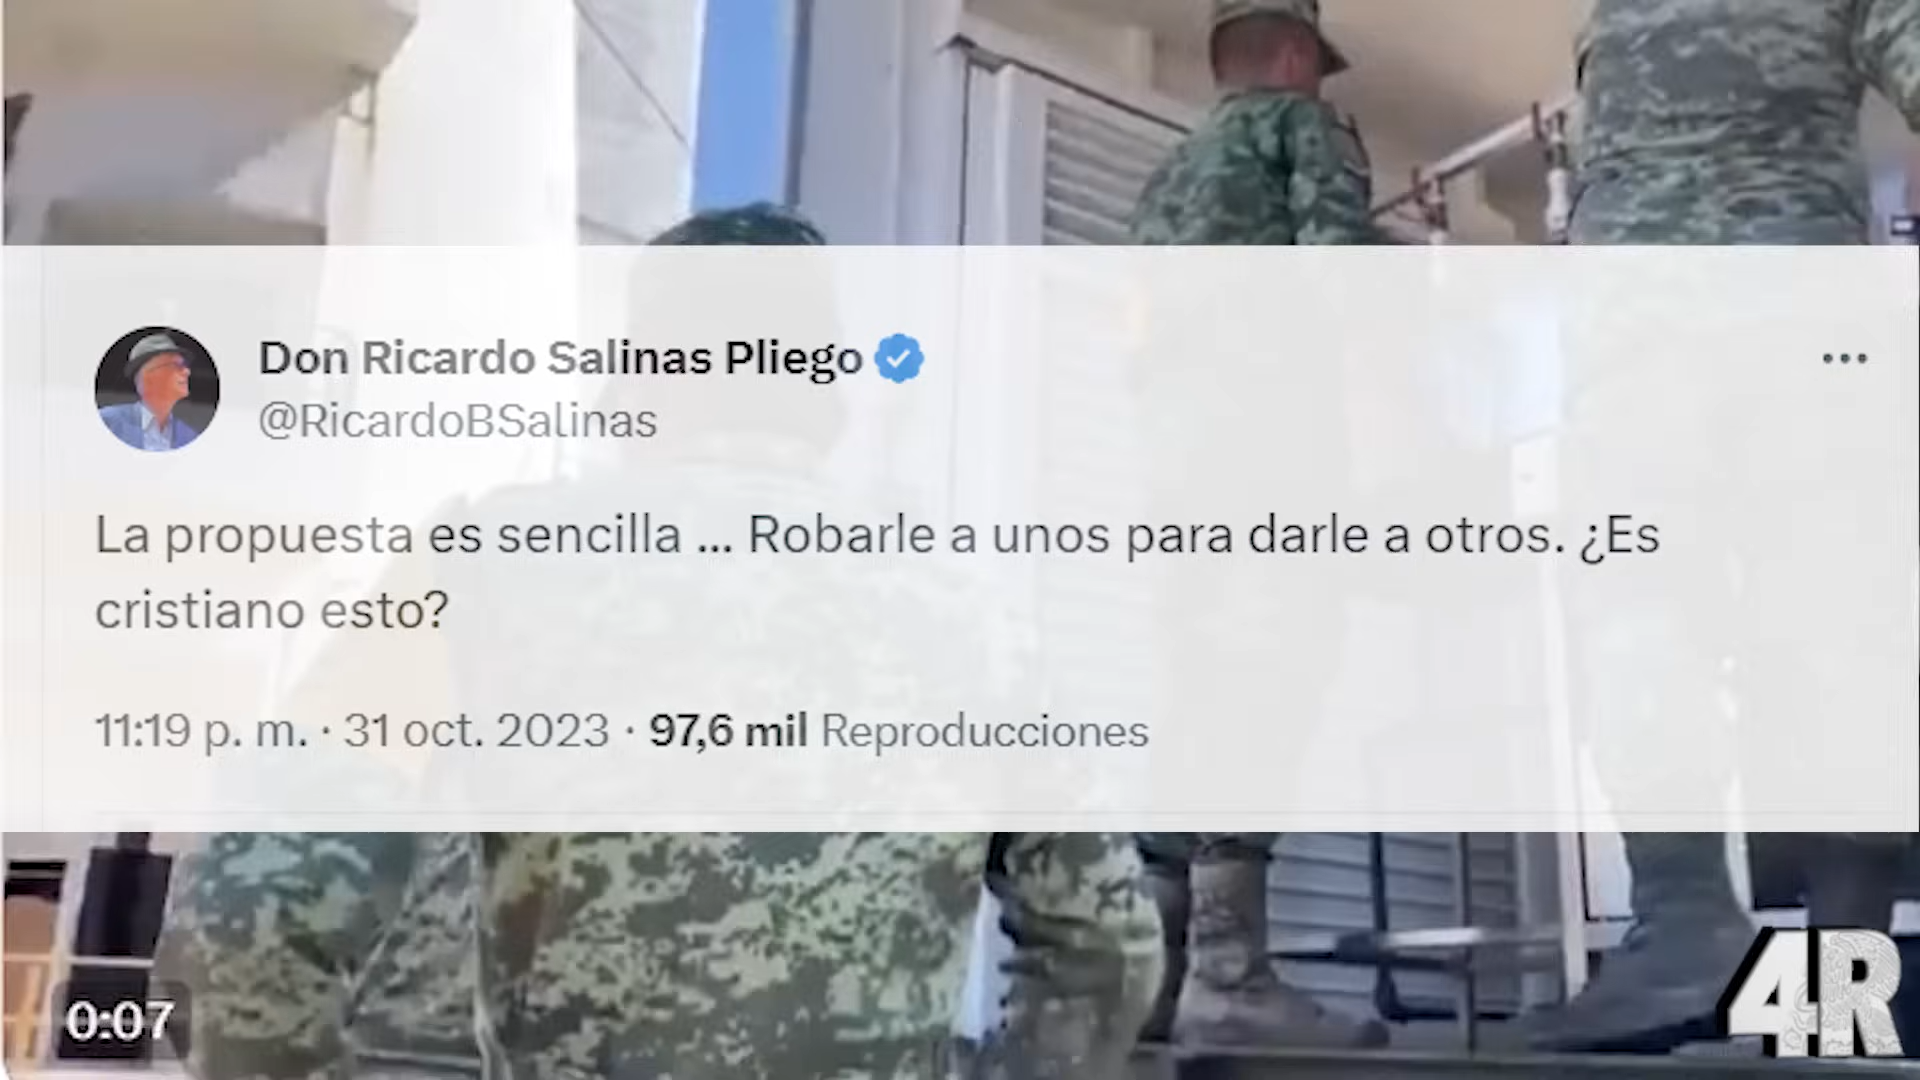 Don Ricardo Salinas Pliego
@RicardoBSalinas
La propuesta es sencilla ... Robarle a unos para darle a otros. ¿Es
cristiano esto?
11:19 p. m. · 31 oct. 2023 · 97,6 mil Reproducciones
0:07
4R